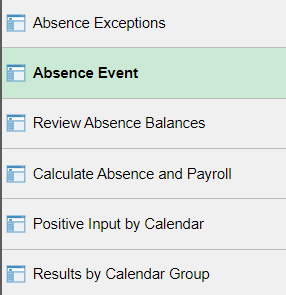 Absence Exceptions
Absence Event
Review Absence Balances
Calculate Absence and Payroll
Positive Input by Calendar
Results by Calendar Group